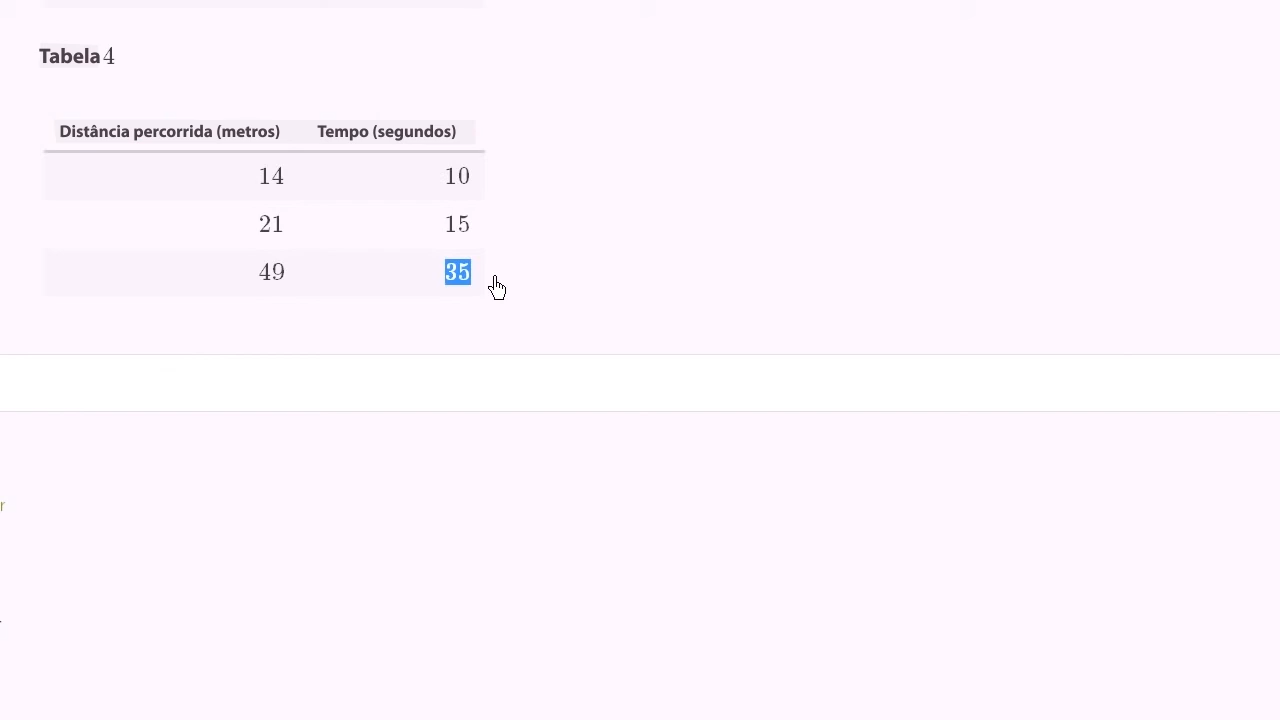 Tabela 4
Distância percorrida (metros) Tempo (segundos)
14 10
21 15
49 35
r